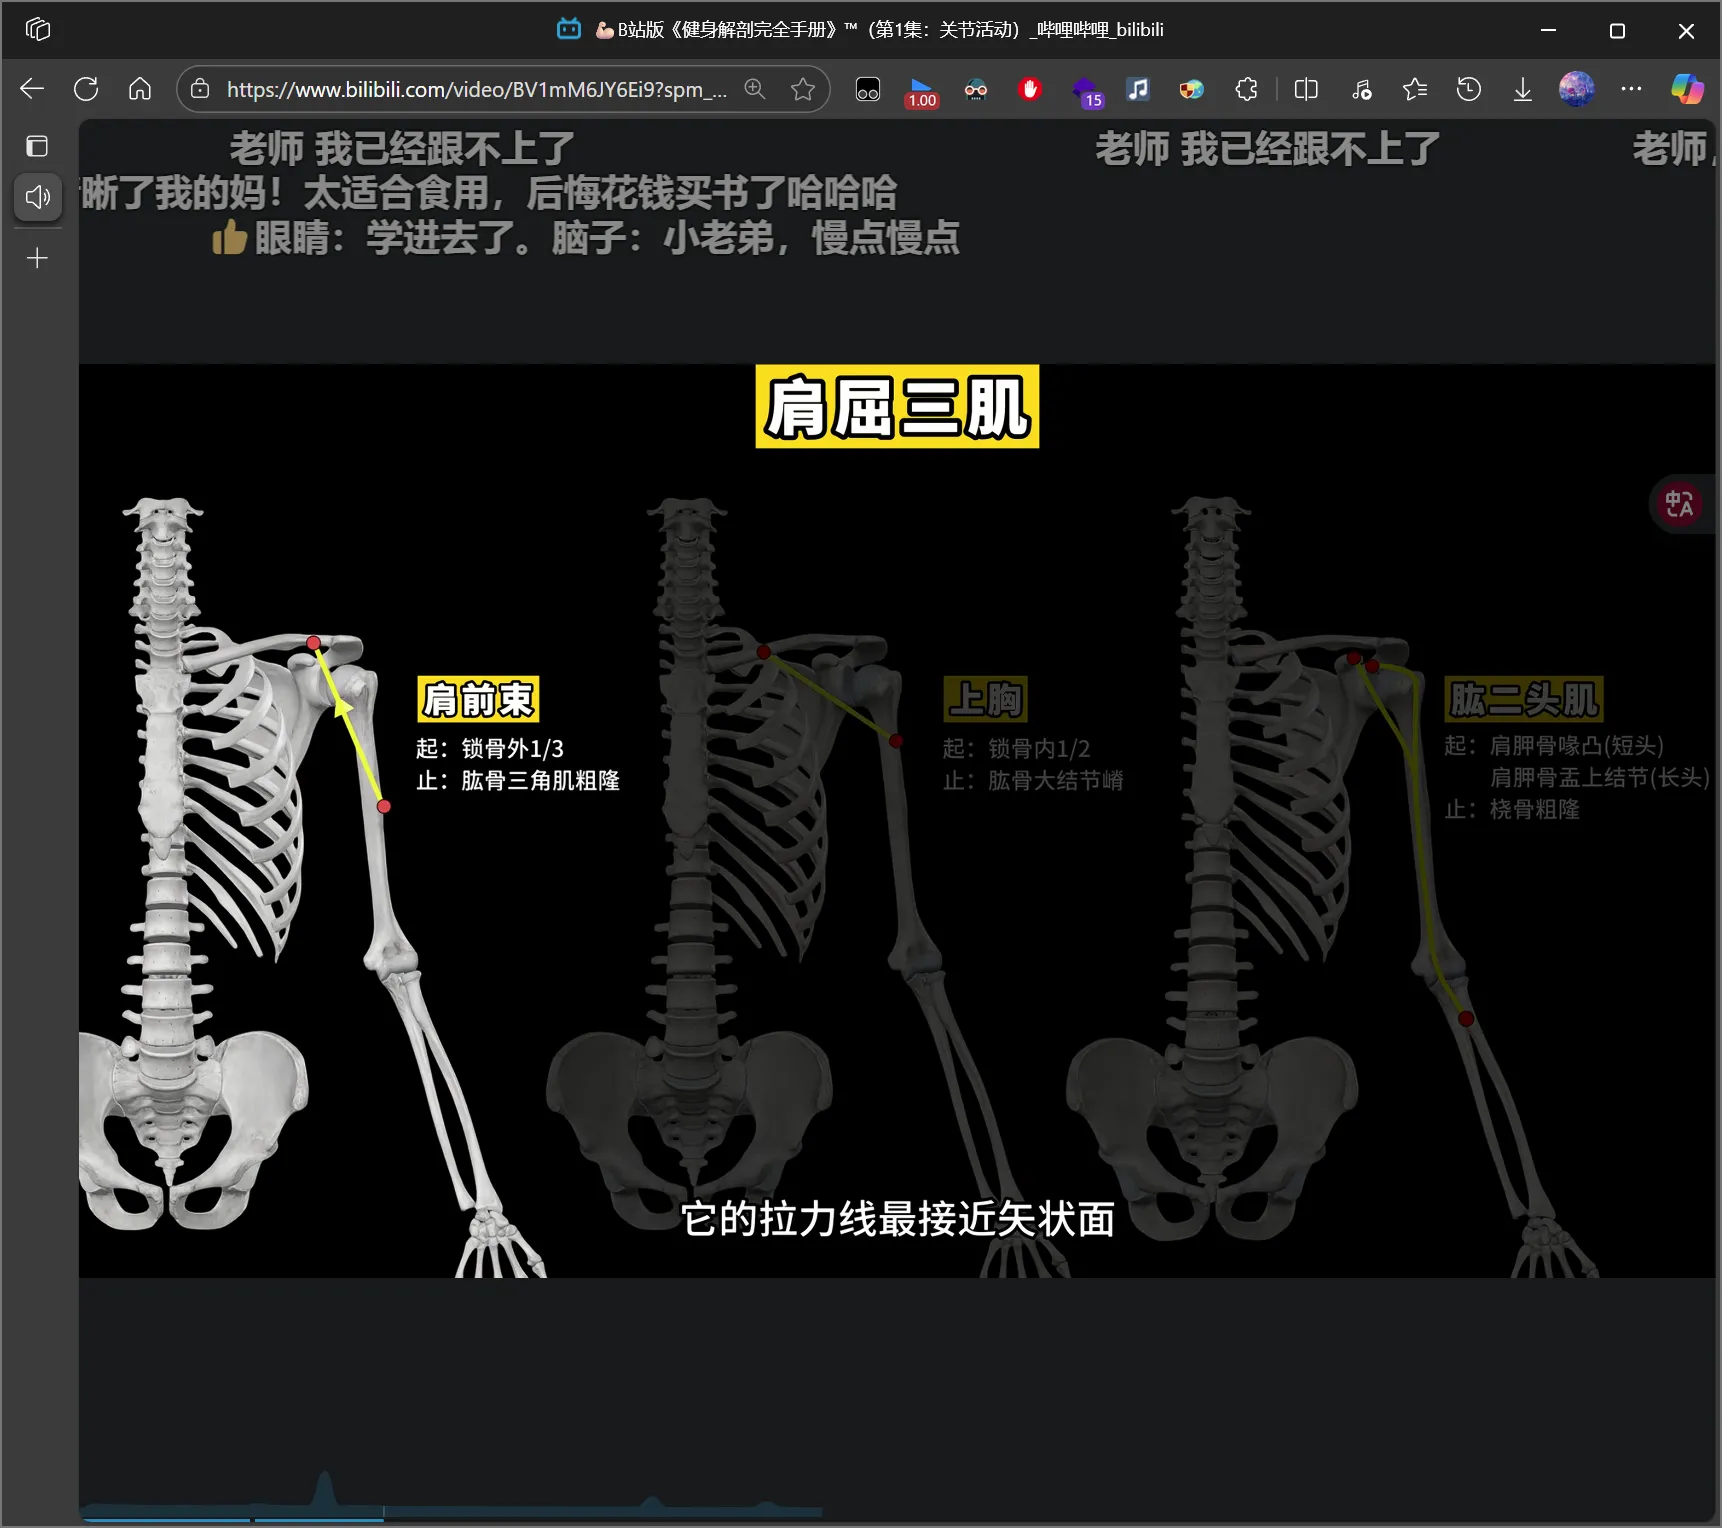 B站版《健身解剖完全手册》™（第1集：关节活动）_哔哩哔哩_bilibili
https://www.bilibili.com/video/BV1mM6JY6Ei9?spm_...
1.00
15
老师 我已经跟不上了
老师 我已经跟不上了
老师
晰了我的妈！太适合食用，后悔花钱买书了哈哈哈
眼睛：学进去了。脑子：小老弟，慢点慢点
肩屈三肌
中A
肩前束
起：锁骨外1/3
止：肱骨三角肌粗隆
上胸
起：锁骨内1/2
止：肱骨大结节嵴
肱二头肌
起：肩胛骨喙凸(短头)
肩胛骨盂上结节(长头)
止：桡骨粗隆
它的拉力线最接近矢状面